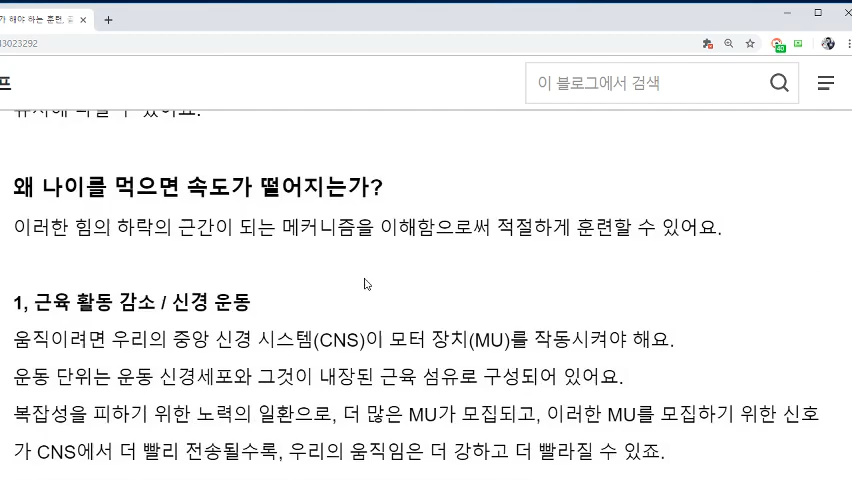 가 해야 하는 훈련,
43023292
40
프
이 블로그에서 검색
유지해 나갈 수 있어요.
왜 나이를 먹으면 속도가 떨어지는가?
이러한 힘의 하락의 근간이 되는 메커니즘을 이해함으로써 적절하게 훈련할 수 있어요.
1, 근육 활동 감소 / 신경 운동
움직이려면 우리의 중앙 신경 시스템(CNS)이 모터 장치(MU)를 작동시켜야 해요.
운동 단위는 운동 신경세포와 그것이 내장된 근육 섬유로 구성되어 있어요.
복잡성을 피하기 위한 노력의 일환으로, 더 많은 MU가 모집되고, 이러한 MU를 모집하기 위한 신호
가 CNS에서 더 빨리 전송될수록, 우리의 움직임은 더 강하고 더 빨라질 수 있죠.